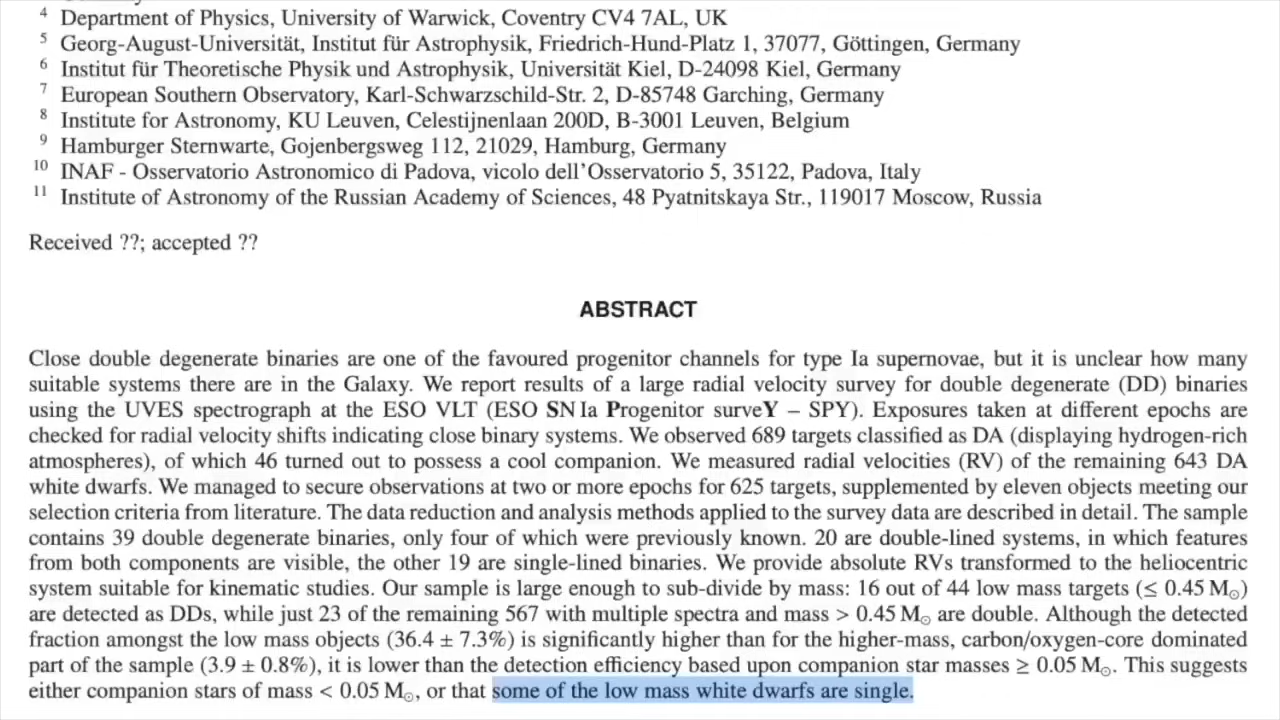 4 Department of Physics, University of Warwick, Coventry CV4 7AL, UK
5 Georg-August-Universität, Institut für Astrophysik, Friedrich-Hund-Platz 1, 37077, Göttingen, Germany
6 Institut für Theoretische Physik und Astrophysik, Universität Kiel, D-24098 Kiel, Germany
7 European Southern Observatory, Karl-Schwarzschild-Str. 2, D-85748 Garching, Germany
8 Institute for Astronomy, KU Leuven, Celestijnenlaan 200D, B-3001 Leuven, Belgium
9 Hamburger Sternwarte, Gojenbergsweg 112, 21029, Hamburg, Germany
10 INAF - Osservatorio Astronomico di Padova, vicolo dell'Osservatorio 5, 35122, Padova, Italy
11 Institute of Astronomy of the Russian Academy of Sciences, 48 Pyatnitskaya Str., 119017 Moscow, Russia
Received ??; accepted ??
ABSTRACT
Close double degenerate binaries are one of the favoured progenitor channels for type Ia supernovae, but it is unclear how many
suitable systems there are in the Galaxy. We report results of a large radial velocity survey for double degenerate (DD) binaries
using the UVES spectrograph at the ESO VLT (ESO SN Ia Progenitor surveY – SPY). Exposures taken at different epochs are
checked for radial velocity shifts indicating close binary systems. We observed 689 targets classified as DA (displaying hydrogen-rich
atmospheres), of which 46 turned out to possess a cool companion. We measured radial velocities (RV) of the remaining 643 DA
white dwarfs. We managed to secure observations at two or more epochs for 625 targets, supplemented by eleven objects meeting our
selection criteria from literature. The data reduction and analysis methods applied to the survey data are described in detail. The sample
contains 39 double degenerate binaries, only four of which were previously known. 20 are double-lined systems, in which features
from both components are visible, the other 19 are single-lined binaries. We provide absolute RVs transformed to the heliocentric
system suitable for kinematic studies. Our sample is large enough to sub-divide by mass: 16 out of 44 low mass targets (≤ 0.45 M☉)
are detected as DDs, while just 23 of the remaining 567 with multiple spectra and mass > 0.45 M☉ are double. Although the detected
fraction amongst the low mass objects (36.4 ± 7.3%) is significantly higher than for the higher-mass, carbon/oxygen-core dominated
part of the sample (3.9 ± 0.8%), it is lower than the detection efficiency based upon companion star masses ≥ 0.05 M☉. This suggests
either companion stars of mass < 0.05 M☉, or that some of the low mass white dwarfs are single.